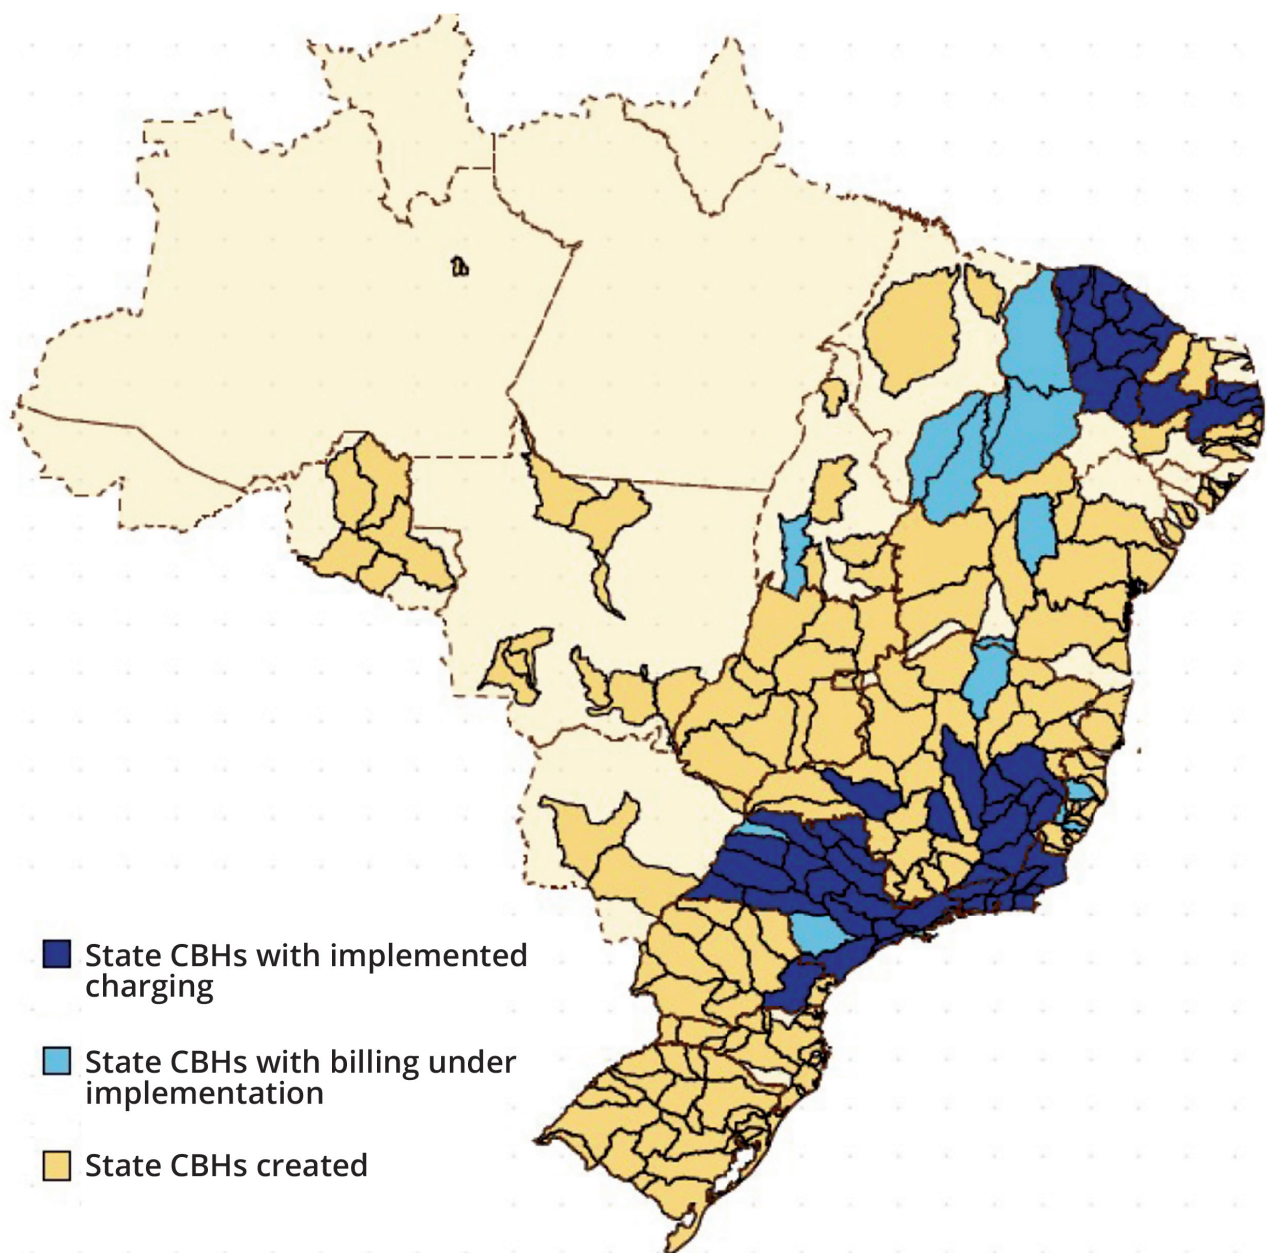 State CBHs with implemented
charging
State CBHs with billing under
implementation
State CBHs created